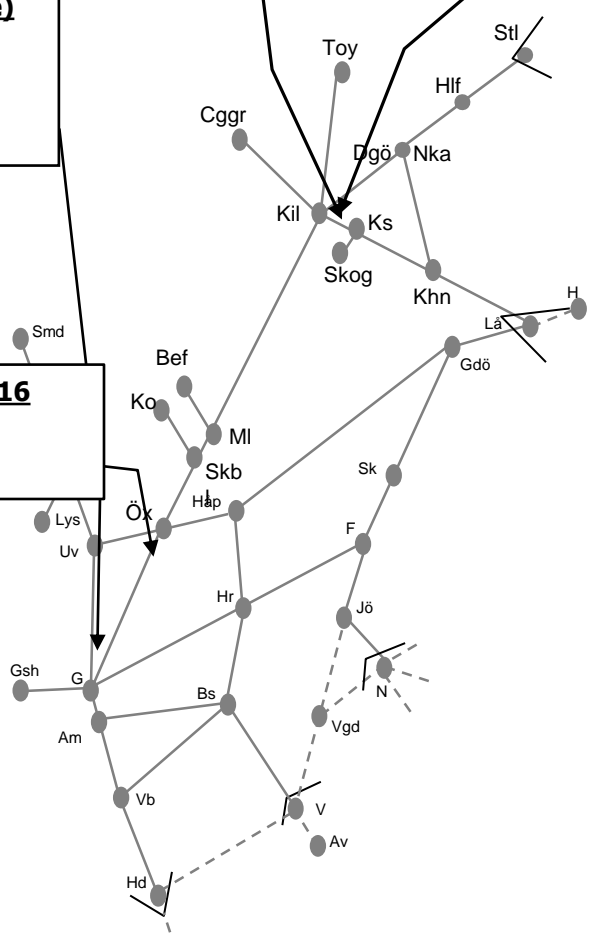 )
Stl
Toy
Hlf
Cggr
Dgö
Nka
Kil
Ks
Skog
Khn
H
Lå
Smd
Gdö
Bef
16
Ko
Ml
Skb
l
Sk
Håp
Öx
Lys
Uv
F
Hr
Jö
Gsh
G
N
Bs
Am
Vgd
Vb
V
Av
Hd